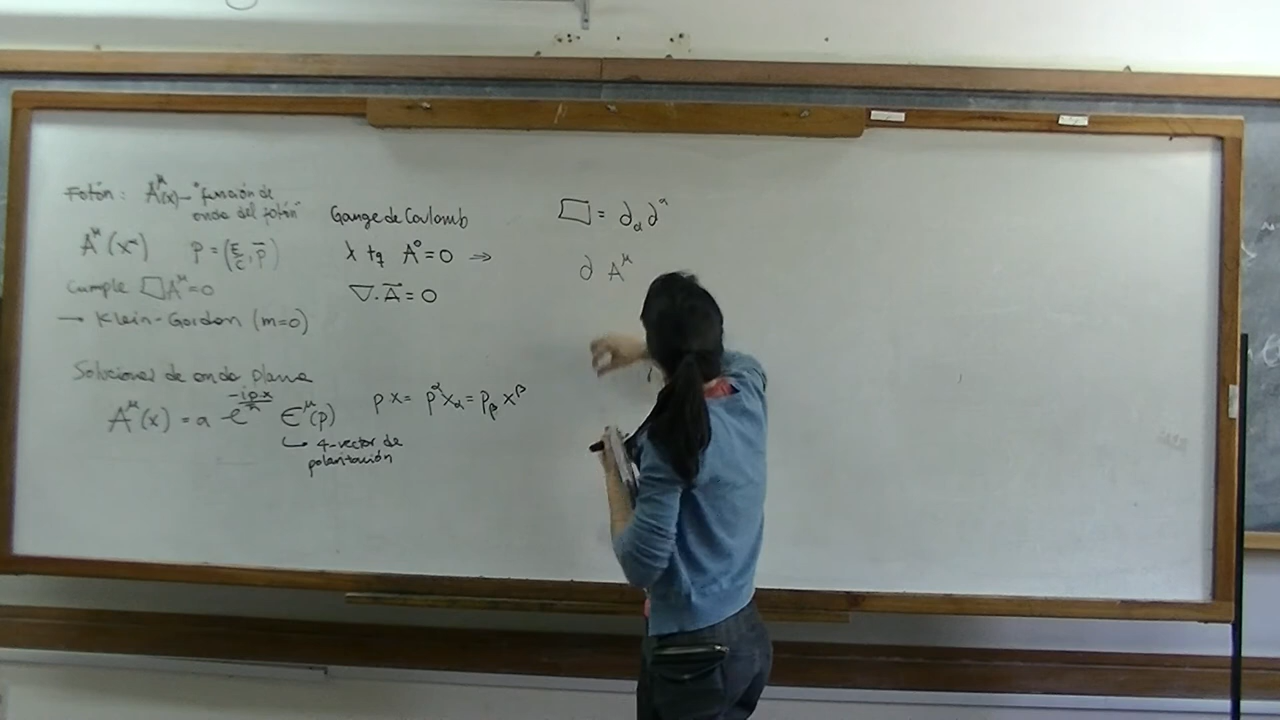 Fotón: A^μ(x) – "función de
onda del fotón"
A^μ(x^α) p = (E/c, p⃗)
Cumple □A^μ = 0
→ Klein-Gordon (m=0)
Soluciones de onda plana
A^μ(x) = a e^{-ipx/ħ} ε^μ(p)
↳ 4-vector de
polarización
Gauge de Coulomb
λ tq A⁰ = 0 ⇒
∇·A⃗ = 0
p x = p^α x_α = p_β x^β
□ = ∂_α ∂^α
∂ A^μ